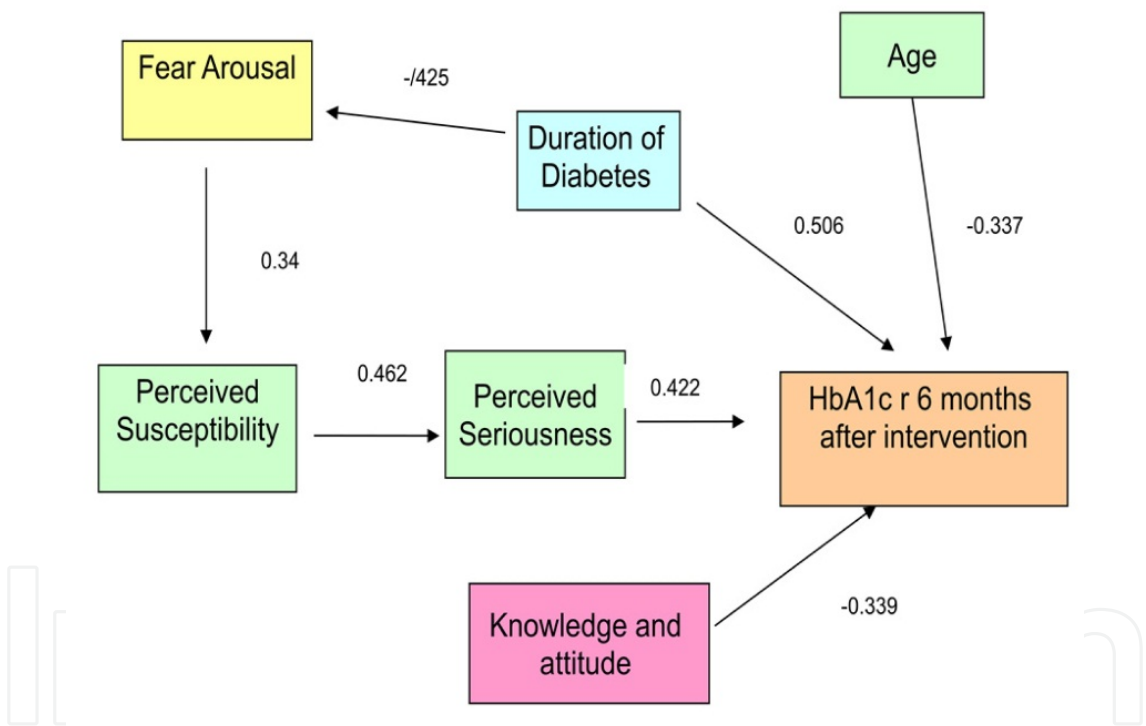 Fear Arousal
-/425
Age
Duration of
Diabetes
0.506
-0.337
0.34
Perceived
Susceptibility
0.462
Perceived
Seriousness
0.422
HbA1c r 6 months
after intervention
Knowledge and
attitude
-0.339